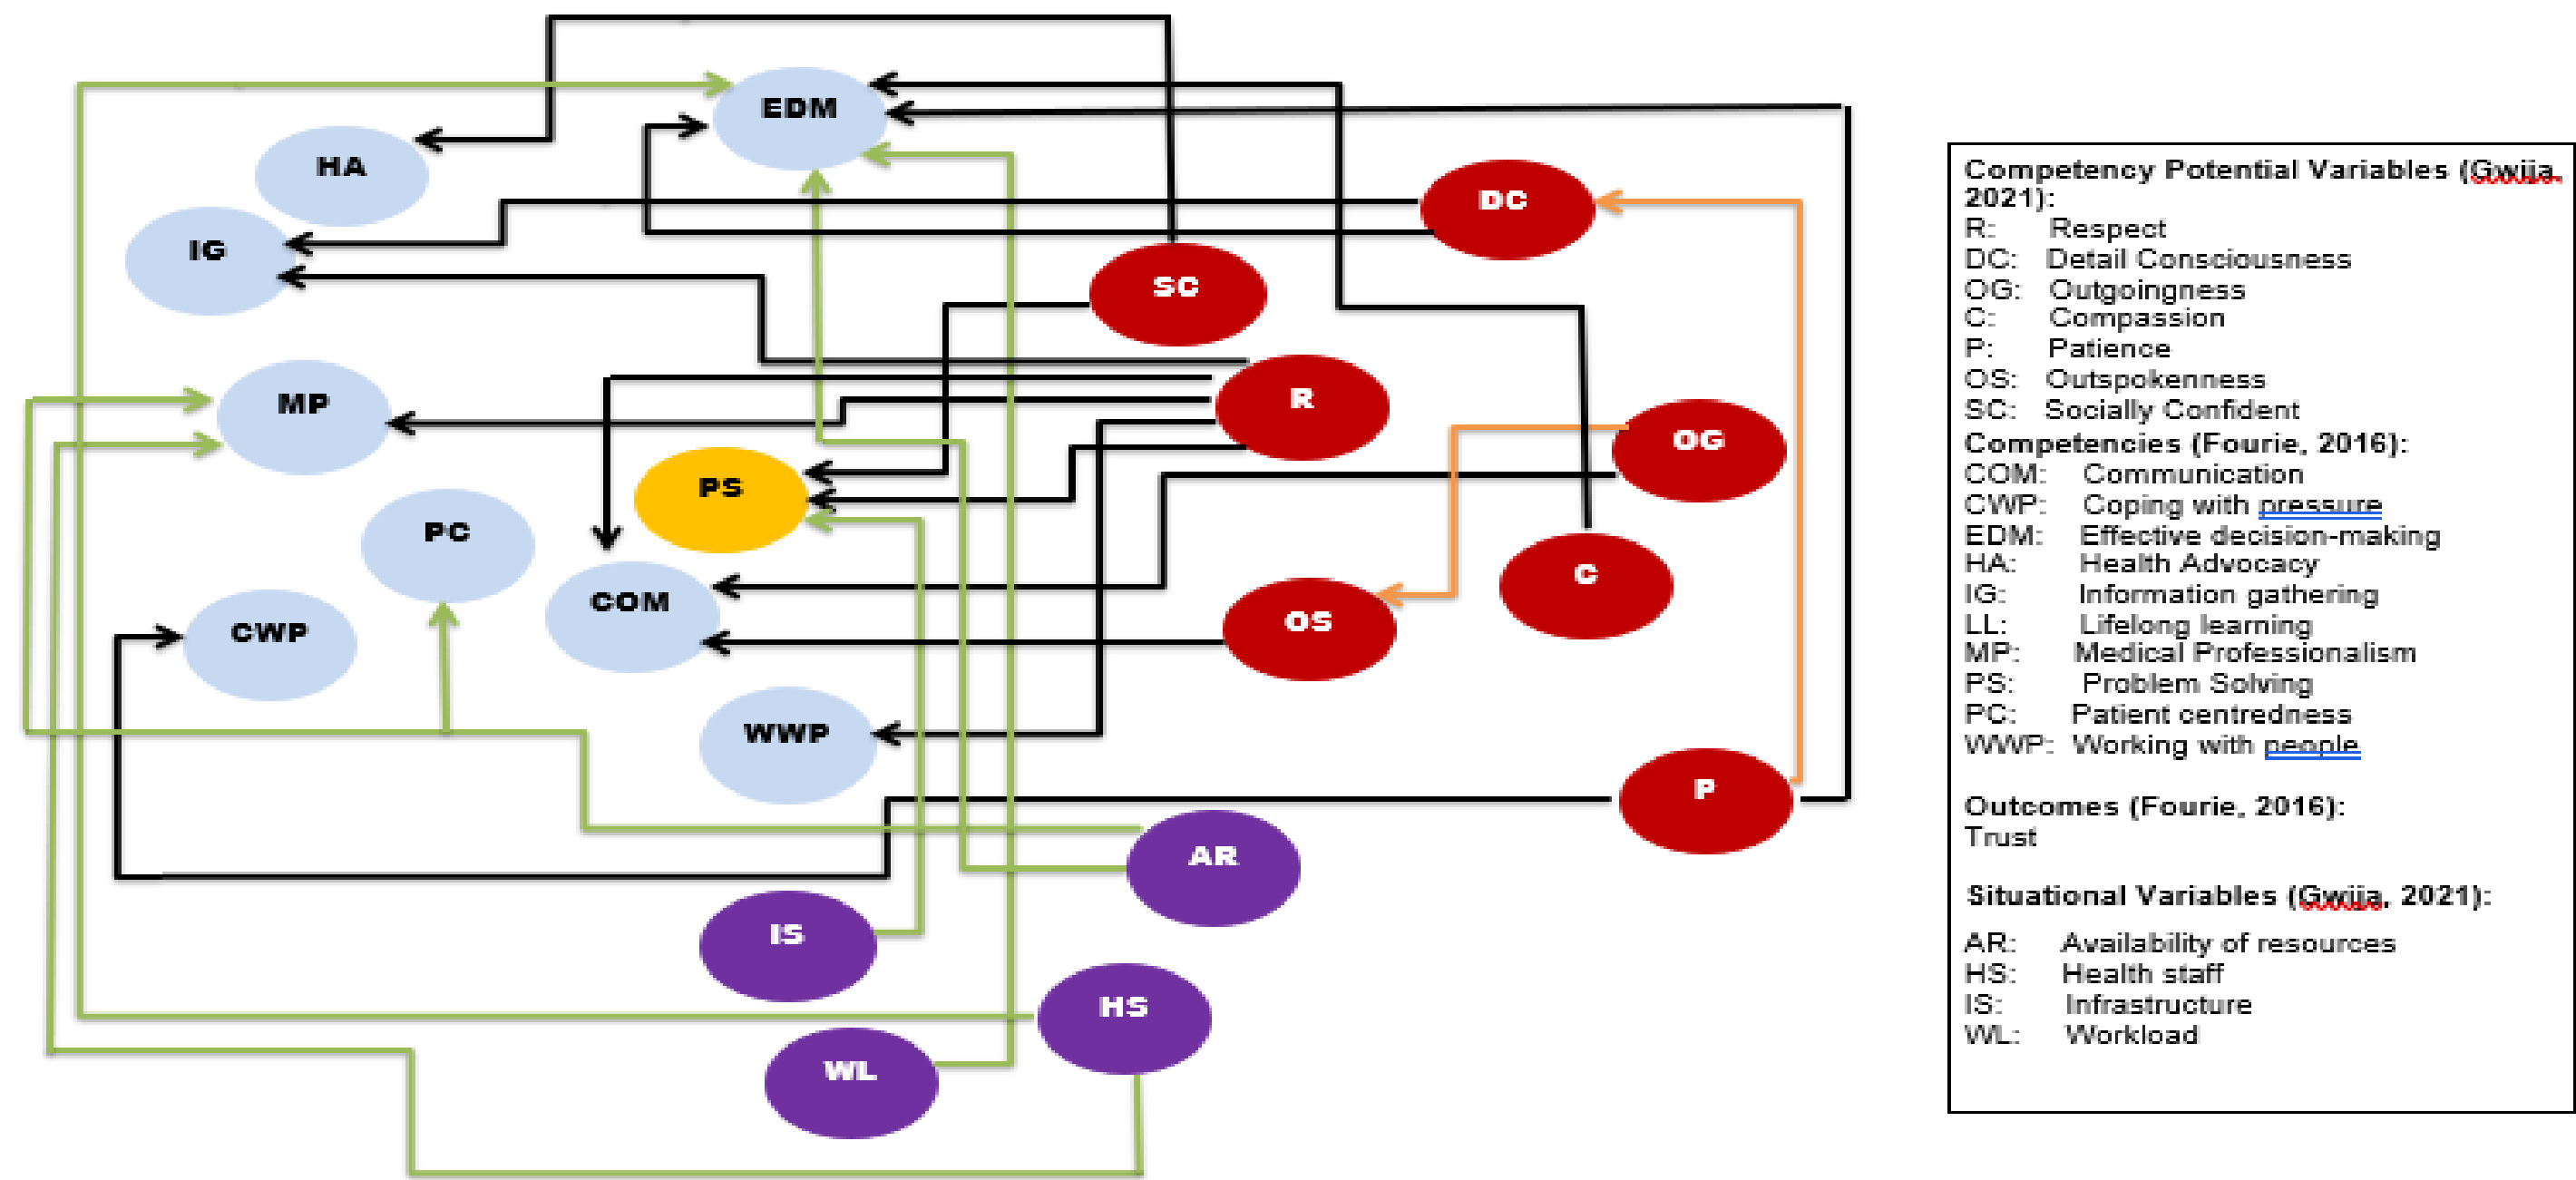 EDM
HA
DC
IG
SC
MP
R
OG
PS
PC
C
COM
OS
CWP
WWP
P
AR
IS
HS
WL
Competency Potential Variables (Gwija,
2021):
R: Respect
DC: Detail Consciousness
OG: Outgoingness
C: Compassion
P: Patience
OS: Outspokenness
SC: Socially Confident
Competencies (Fourie, 2016):
COM: Communication
CWP: Coping with pressure
EDM: Effective decision-making
HA: Health Advocacy
IG: Information gathering
LL: Lifelong learning
MP: Medical Professionalism
PS: Problem Solving
PC: Patient centredness
WWP: Working with people
Outcomes (Fourie, 2016):
Trust
Situational Variables (Gwija, 2021):
AR: Availability of resources
HS: Health staff
IS: Infrastructure
WL: Workload